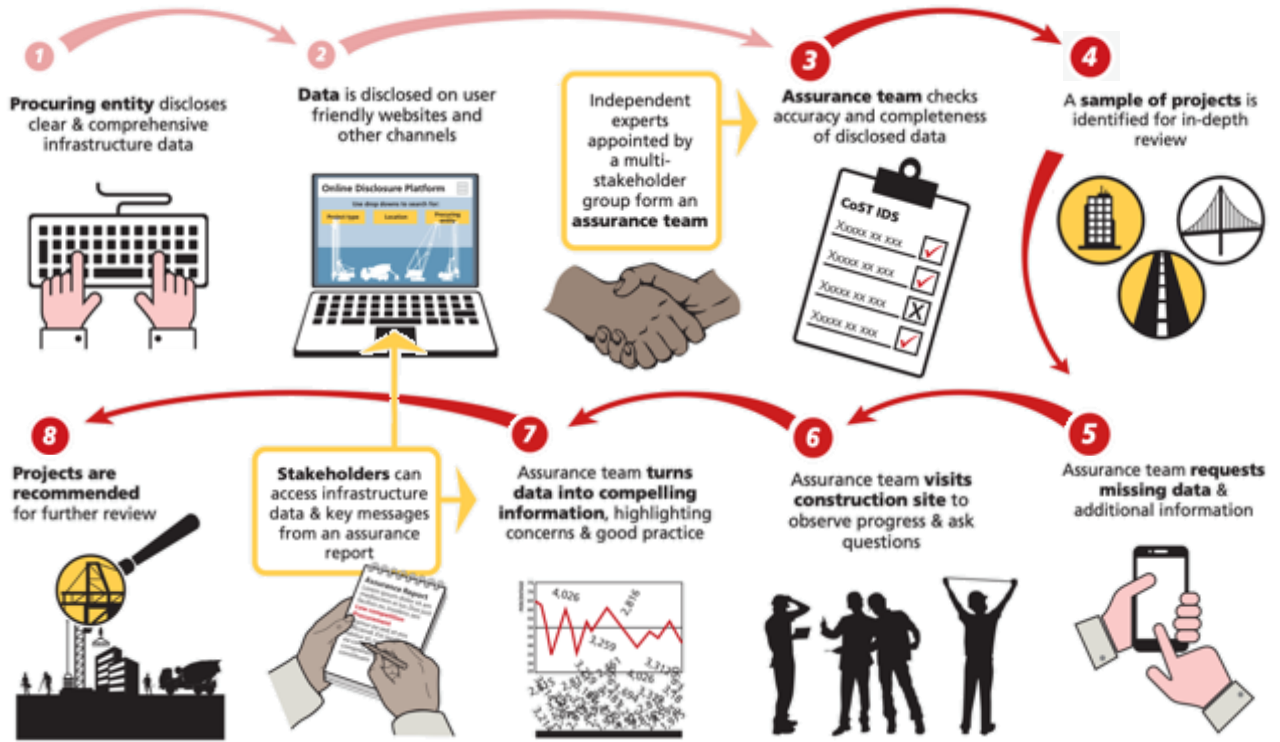 1
Procuring entity discloses
clear & comprehensive
infrastructure data
2
Data is disclosed on user
friendly websites and
other channels
Online Disclosure Platform
Use drop downs to search for:
Project type
Location
Procuring
entity
Independent
experts
appointed by
a multi-
stakeholder
group form an
assurance team
3
Assurance team checks
accuracy and completeness
of disclosed data
CoST IDS
Xxxxx xx xxx
Xxxxx xx xxx
Xxxxx xx xxx
X
Xxxxx xx xxx
4
A sample of projects is
identified for in-depth
review
8
Projects are
recommended
for further review
Stakeholders can
access infrastructure
data & key messages
from an assurance
report
Assurance Report
Low competition
Procurement
7
Assurance team turns
data into compelling
information, highlighting
concerns & good practice
4,026
2,816
3,259
4,026
6
Assurance team visits
construction site to
observe progress & ask
questions
5
Assurance team requests
missing data &
additional information